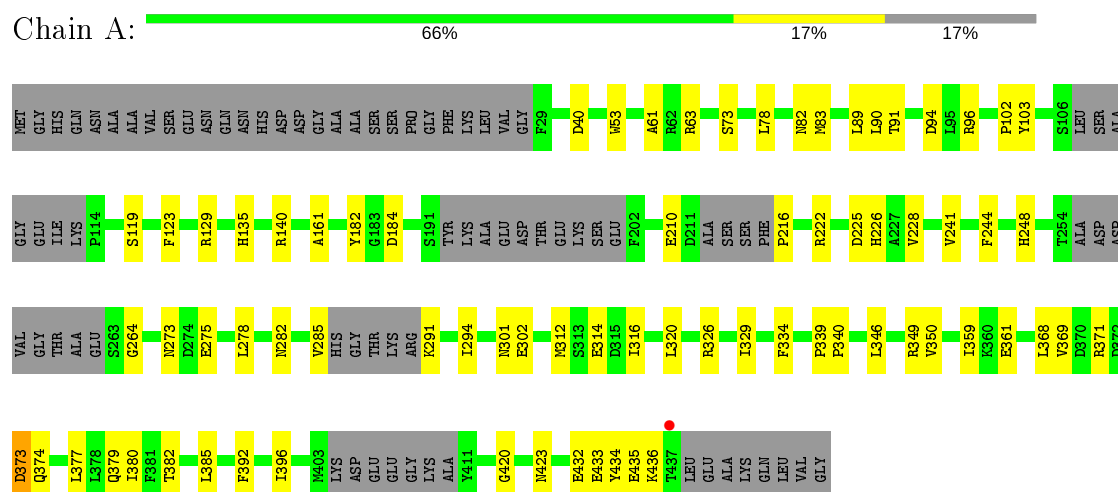 Chain A:
66% 17% 17%
MET GLY HIS GLN ASN ALA ALA VAL SER GLU ASN GLN ASN HIS ASP ASP GLY ALA ALA SER SER PRO GLY PHE LYS LEU VAL GLY F29 D40 W53 A61 R62 R63 S73 L78 N82 M83 L89 L90 T91 D94 L95 R96 P102 Y103 S106 LEU SER ALA
GLY GLU ILE LYS P114 S119 F123 R129 H135 R140 A161 Y182 G183 D184 S191 TYR LYS ALA GLU ASP THR GLU LYS SER GLU F202 E210 D211 ALA SER SER PHE P216 R222 D225 H226 A227 V228 V241 F244 H248 T254 ALA ASP ASP
VAL GLY THR ALA GLU S263 G264 N273 D274 E275 L278 N282 V285 HIS GLY THR LYS ARG K291 I294 N301 E302 M312 S313 E314 D315 I316 L320 R326 I329 F334 P339 P340 L346 R349 V350 I359 K360 E361 L368 V369 D370 R371
D373 Q374 L377 L378 Q379 I380 F381 T382 L385 F392 I396 M403 LYS ASP GLU GLU GLY LYS ALA Y411 G420 N423 E432 E433 Y434 E435 K436 T437 LEU GLU ALA LYS GLN LEU VAL GLY